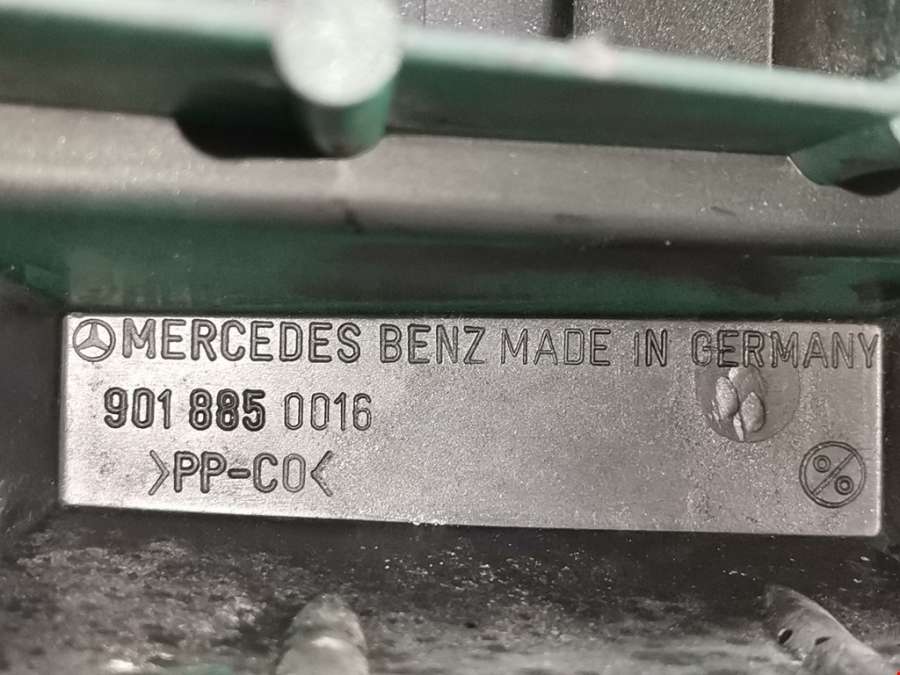 MERCEDES BENZ MADE IN GERMANY
901 885 0016
>PP-CO<